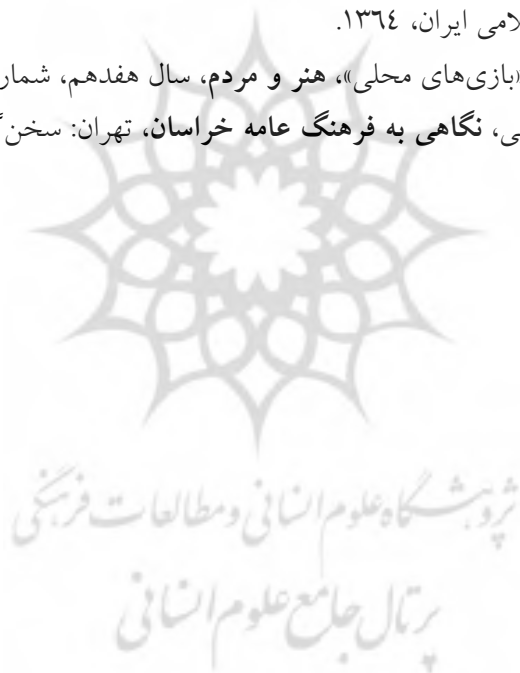 لامی ایران، ١٣٦٤.
«بازی‌های محلی»، هنر و مردم، سال هفدهم، شمار
ی، نگاهی به فرهنگ عامه خراسان، تهران: سخن‌گ
پژوهشگاه علوم انسانی و مطالعات فرهنگی
پرتال جامع علوم انسانی